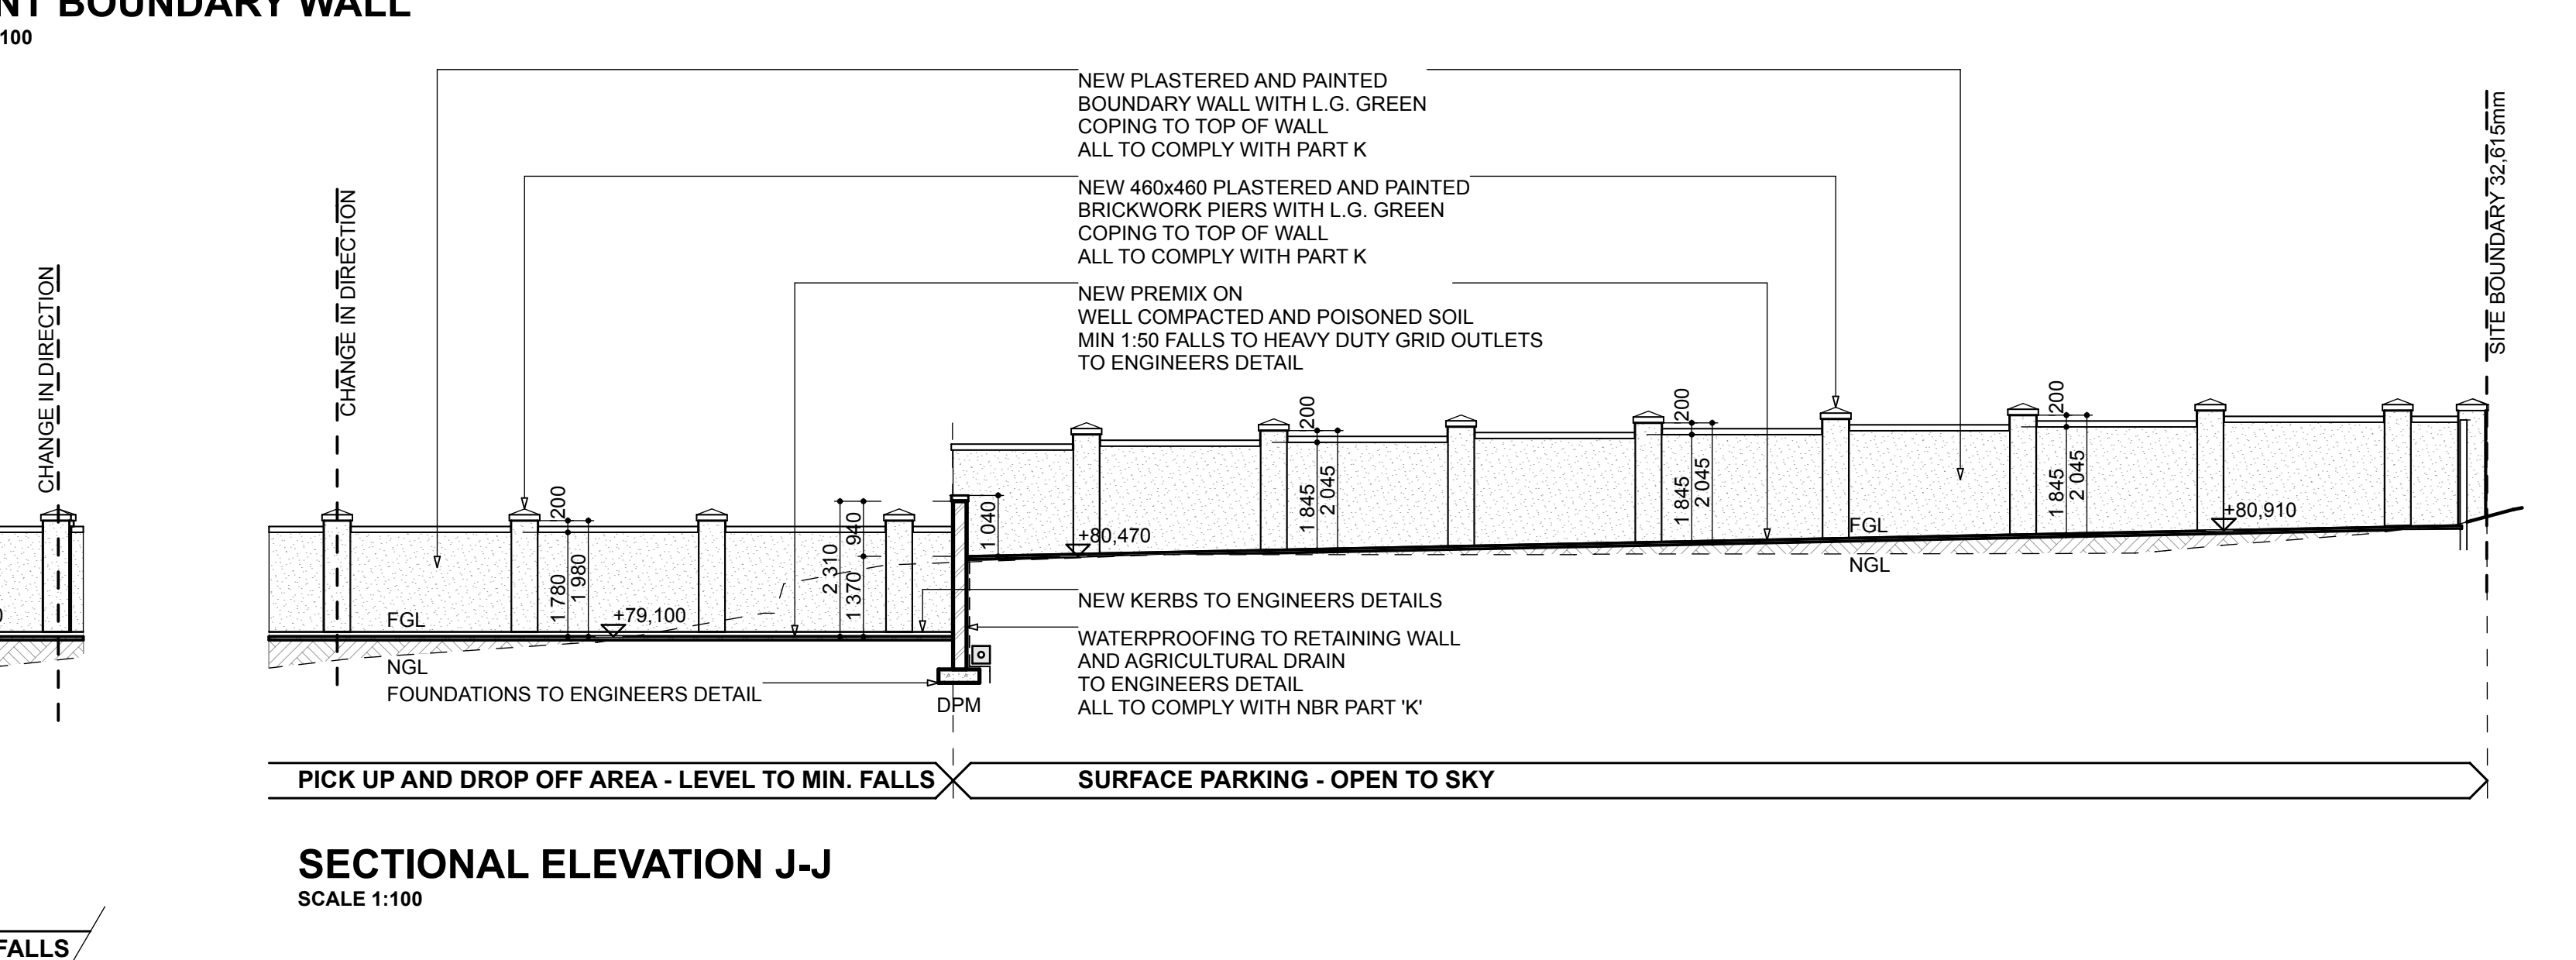 NT BOUNDARY WALL
100
NEW PLASTERED AND PAINTED
BOUNDARY WALL WITH L.G. GREEN
COPING TO TOP OF WALL
ALL TO COMPLY WITH PART K
NEW 460x460 PLASTERED AND PAINTED
BRICKWORK PIERS WITH L.G. GREEN
COPING TO TOP OF WALL
ALL TO COMPLY WITH PART K
NEW PREMIX ON
WELL COMPACTED AND POISONED SOIL
MIN 1:50 FALLS TO HEAVY DUTY GRID OUTLETS
TO ENGINEERS DETAIL
CHANGE IN DIRECTION
CHANGE IN DIRECTION
SITE BOUNDARY 32,615mm
200
1 780
1 980
2 310
940
1 370
1 040
200
1 845
2 045
200
1 845
2 045
200
1 845
2 045
+80,470
+80,910
+79,100
FGL
NGL
FGL
NGL
0
FOUNDATIONS TO ENGINEERS DETAIL
DPM
NEW KERBS TO ENGINEERS DETAILS
WATERPROOFING TO RETAINING WALL
AND AGRICULTURAL DRAIN
TO ENGINEERS DETAIL
ALL TO COMPLY WITH NBR PART 'K'
PICK UP AND DROP OFF AREA - LEVEL TO MIN. FALLS
SURFACE PARKING - OPEN TO SKY
SECTIONAL ELEVATION J-J
SCALE 1:100
FALLS